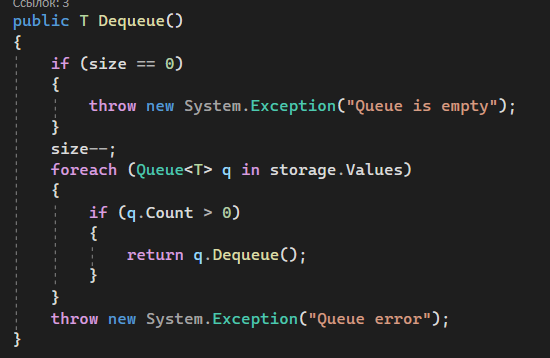 Ссылок: 3
public T Dequeue()
{
if (size == 0)
{
throw new System.Exception("Queue is empty");
}
size--;
foreach (Queue<T> q in storage.Values)
{
if (q.Count > 0)
{
return q.Dequeue();
}
}
throw new System.Exception("Queue error");
}